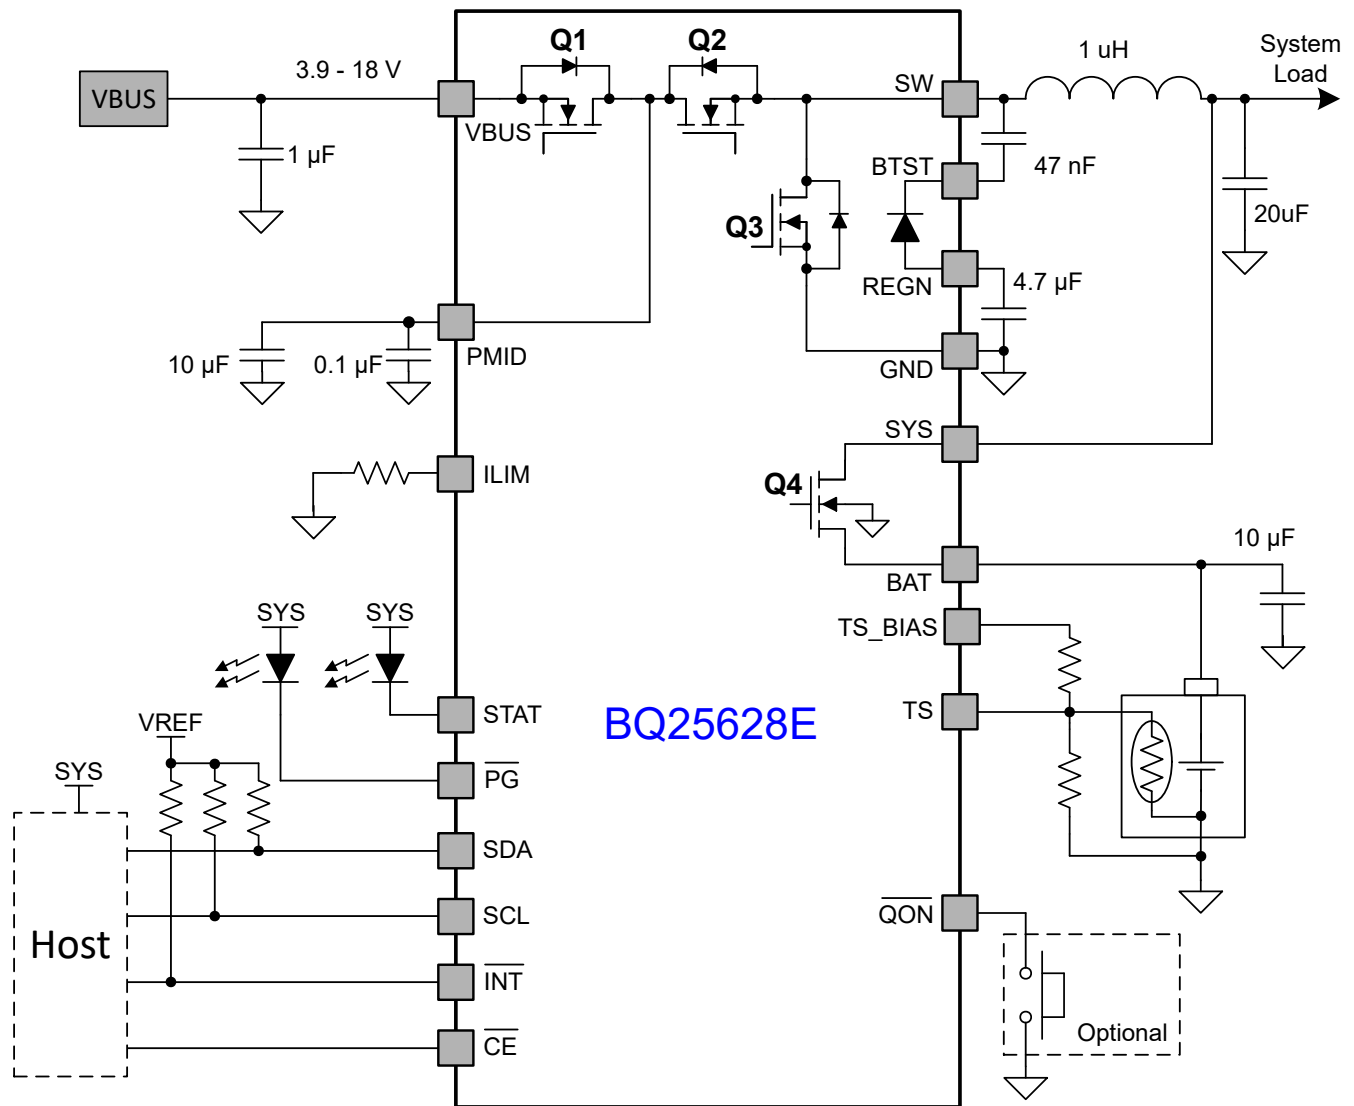 Q1
Q2
1 uH
System
Load
3.9 - 18 V
SW
VBUS
VBUS
1 µF
BTST
47 nF
20uF
Q3
REGN
4.7 µF
10 µF
0.1 µF
PMID
GND
SYS
ILIM
Q4
10 µF
BAT
SYS
SYS
TS_BIAS
STAT
BQ25628E
TS
VREF
SYS
PG
SDA
SCL
QON
Host
INT
Optional
CE